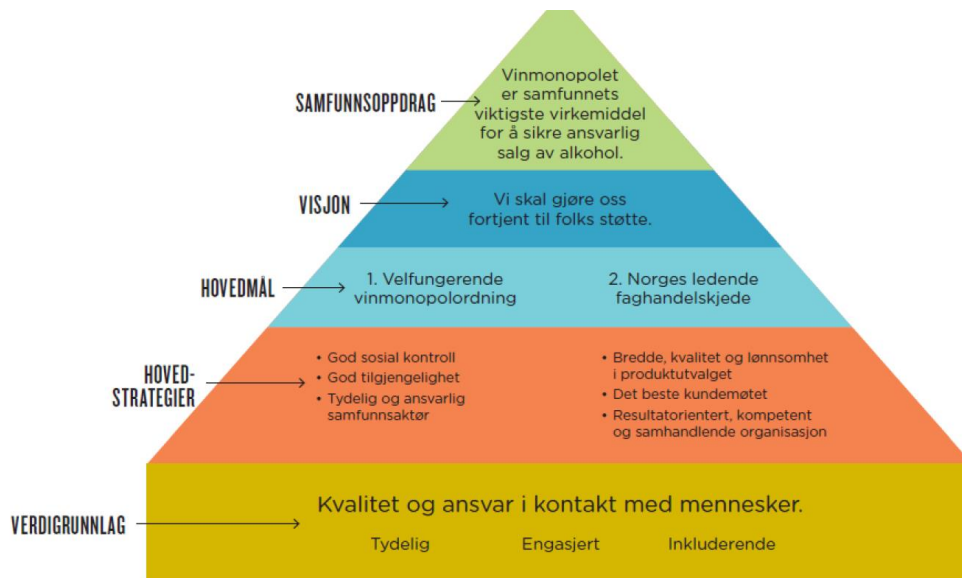 SAMFUNNSOPPDRAG
Vinmonopolet
er samfunnets
viktigste virkemiddel
for å sikre ansvarlig
salg av alkohol.
VISJON
Vi skal gjøre oss
fortjent til folks støtte.
HOVEDMÅL
1. Velfungerende
vinmonopolordning
2. Norges ledende
faghandelskjede
HOVED-
STRATEGIER
• God sosial kontroll
• God tilgjengelighet
• Tydelig og ansvarlig
samfunnsaktør
• Bredde, kvalitet og lønnsomhet
i produktutvalget
• Det beste kundemøtet
• Resultatorientert, kompetent
og samhandlende organisasjon
VERDIGRUNNLAG
Kvalitet og ansvar i kontakt med mennesker.
Tydelig Engasjert Inkluderende